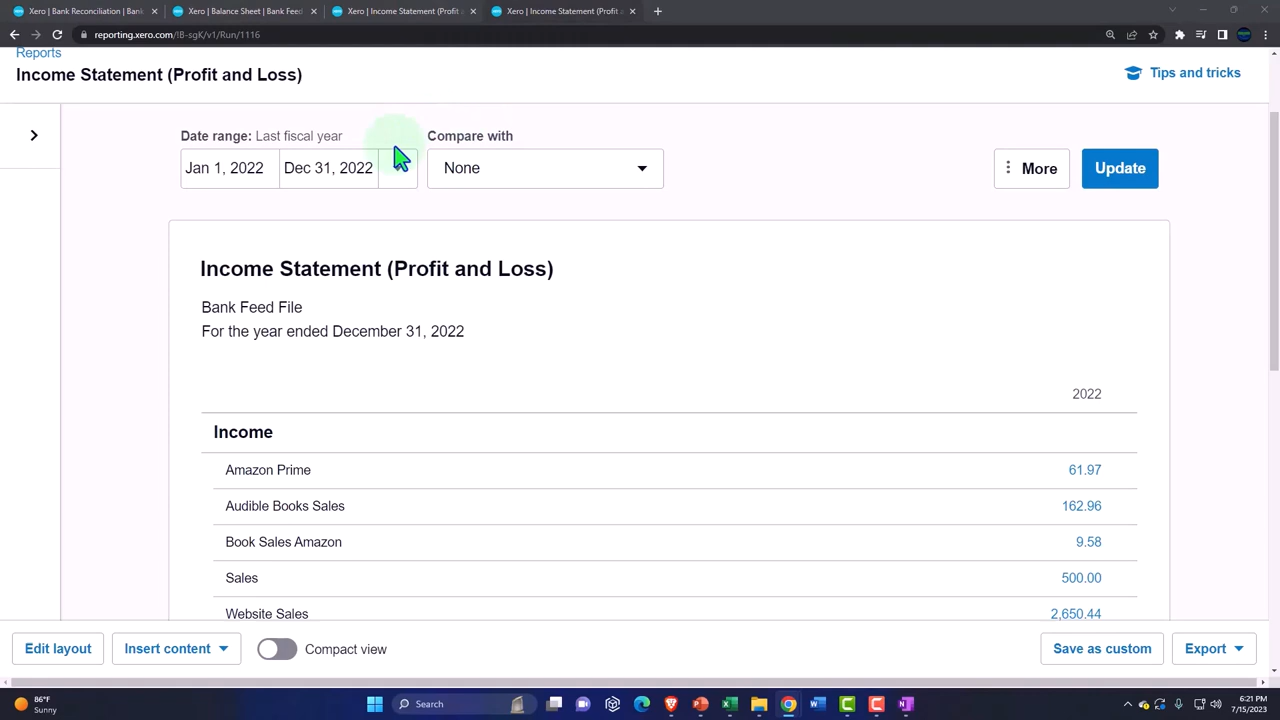 Xero | Bank Reconciliation | Bank
Xero | Balance Sheet | Bank Feed
Xero | Income Statement (Profit a
Xero | Income Statement (Profit a
reporting.xero.com/!B-sgK/v1/Run/1116
Reports
Income Statement (Profit and Loss)
Tips and tricks
Date range: Last fiscal year
Compare with
Jan 1, 2022
Dec 31, 2022
None
More
Update
Income Statement (Profit and Loss)
Bank Feed File
For the year ended December 31, 2022
2022
Income
Amazon Prime 61.97
Audible Books Sales 162.96
Book Sales Amazon 9.58
Sales 500.00
Website Sales 2,650.44
Edit layout
Insert content
Compact view
Save as custom
Export
86°F
Sunny
Search
6:21 PM
7/15/2023